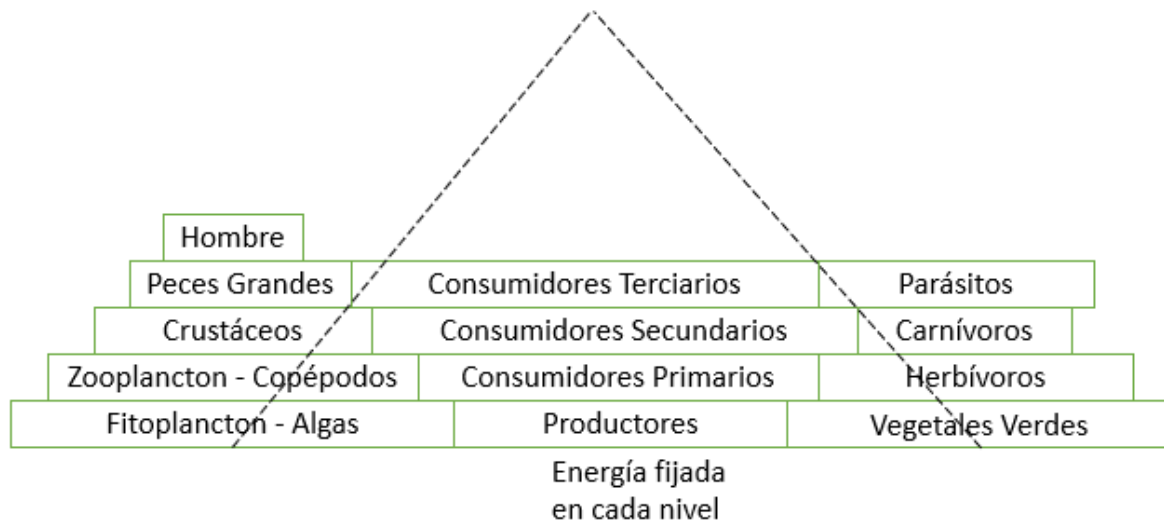 Hombre
Peces Grandes Consumidores Terciarios Parásitos
Crustáceos Consumidores Secundarios Carnívoros
Zooplancton - Copépodos Consumidores Primarios Herbívoros
Fitoplancton - Algas Productores Vegetales Verdes
Energía fijada
en cada nivel